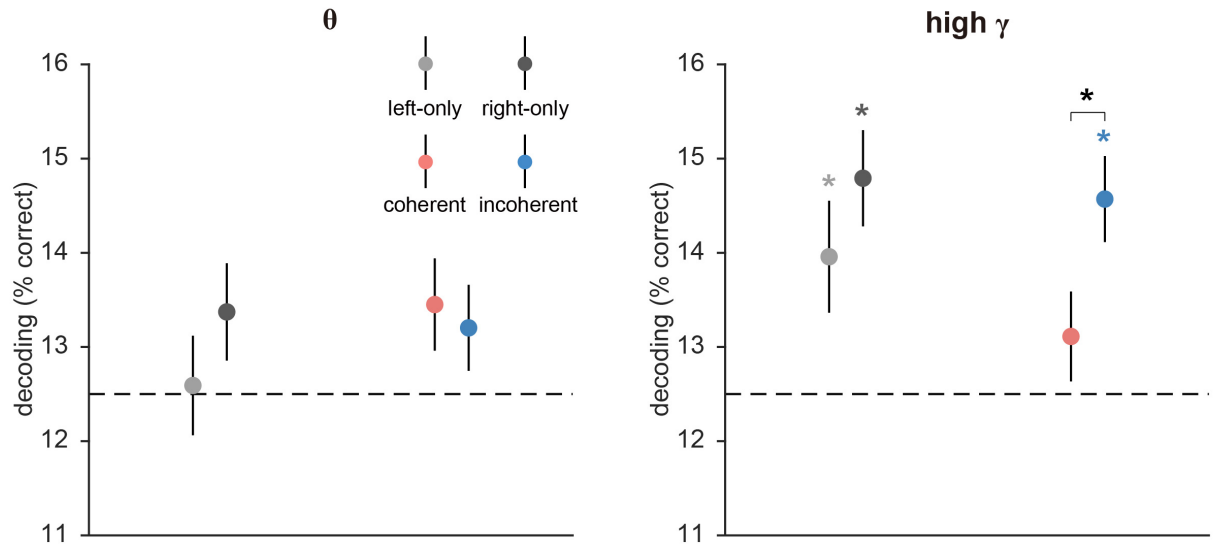 θ
16
15
14
13
12
11
decoding (% correct)
left-only right-only
coherent incoherent
high γ
16
15
14
13
12
11
decoding (% correct)
* *
*
*